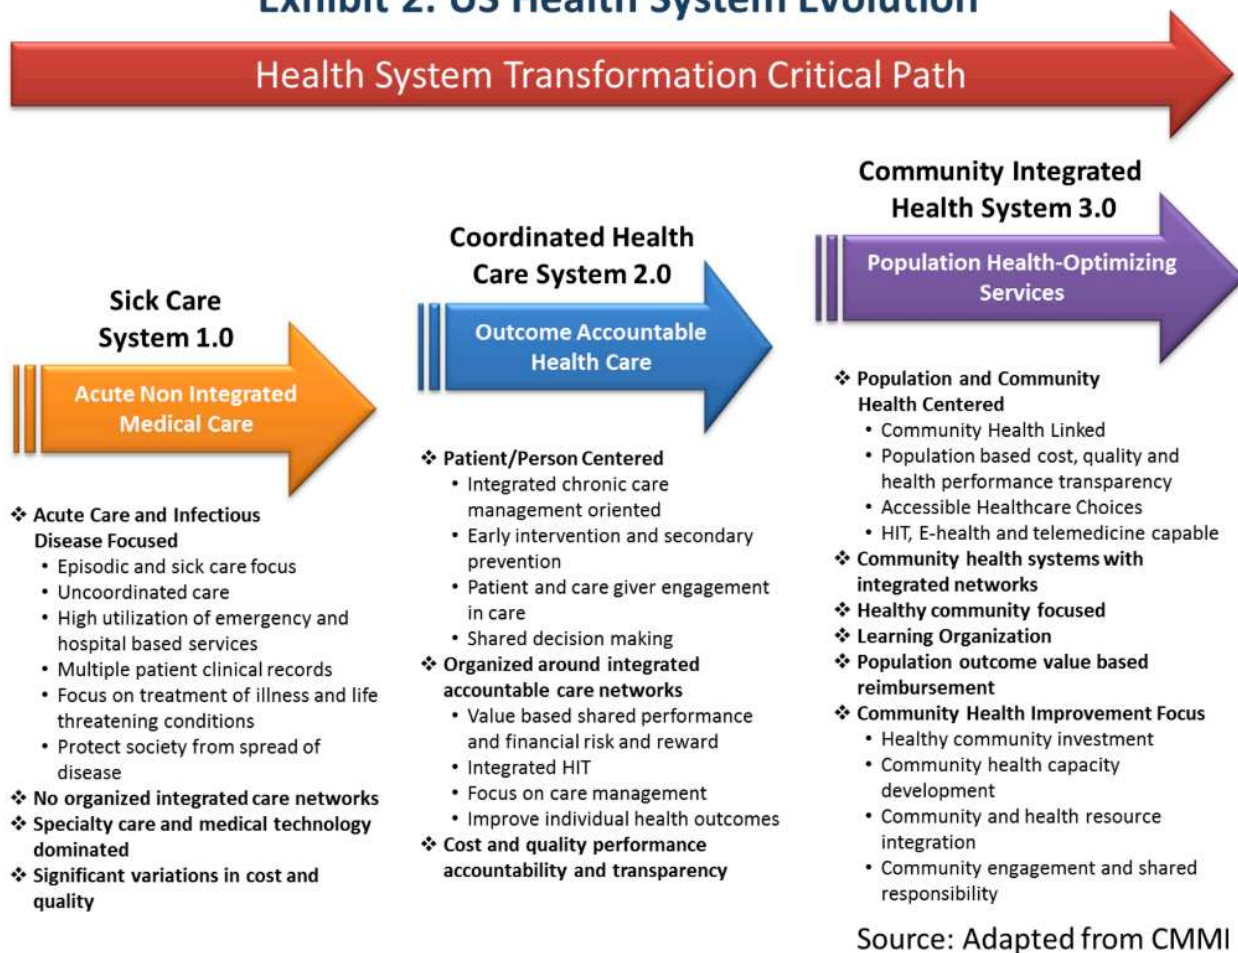 Exhibit 2: US Health System Evolution
Health System Transformation Critical Path
Sick Care
System 1.0
Acute Non Integrated
Medical Care
❖ Acute Care and Infectious
Disease Focused
• Episodic and sick care focus
• Uncoordinated care
• High utilization of emergency and
hospital based services
• Multiple patient clinical records
• Focus on treatment of illness and life
threatening conditions
• Protect society from spread of
disease
❖ No organized integrated care networks
❖ Specialty care and medical technology
dominated
❖ Significant variations in cost and
quality
Coordinated Health
Care System 2.0
Outcome Accountable
Health Care
❖ Patient/Person Centered
• Integrated chronic care
management oriented
• Early intervention and secondary
prevention
• Patient and care giver engagement
in care
• Shared decision making
❖ Organized around integrated
accountable care networks
• Value based shared performance
and financial risk and reward
• Integrated HIT
• Focus on care management
• Improve individual health outcomes
❖ Cost and quality performance
accountability and transparency
Community Integrated
Health System 3.0
Population Health-Optimizing
Services
❖ Population and Community
Health Centered
• Community Health Linked
• Population based cost, quality and
health performance transparency
• Accessible Healthcare Choices
• HIT, E-health and telemedicine capable
❖ Community health systems with
integrated networks
❖ Healthy community focused
❖ Learning Organization
❖ Population outcome value based
reimbursement
❖ Community Health Improvement Focus
• Healthy community investment
• Community health capacity
development
• Community and health resource
integration
• Community engagement and shared
responsibility
Source: Adapted from CMMI